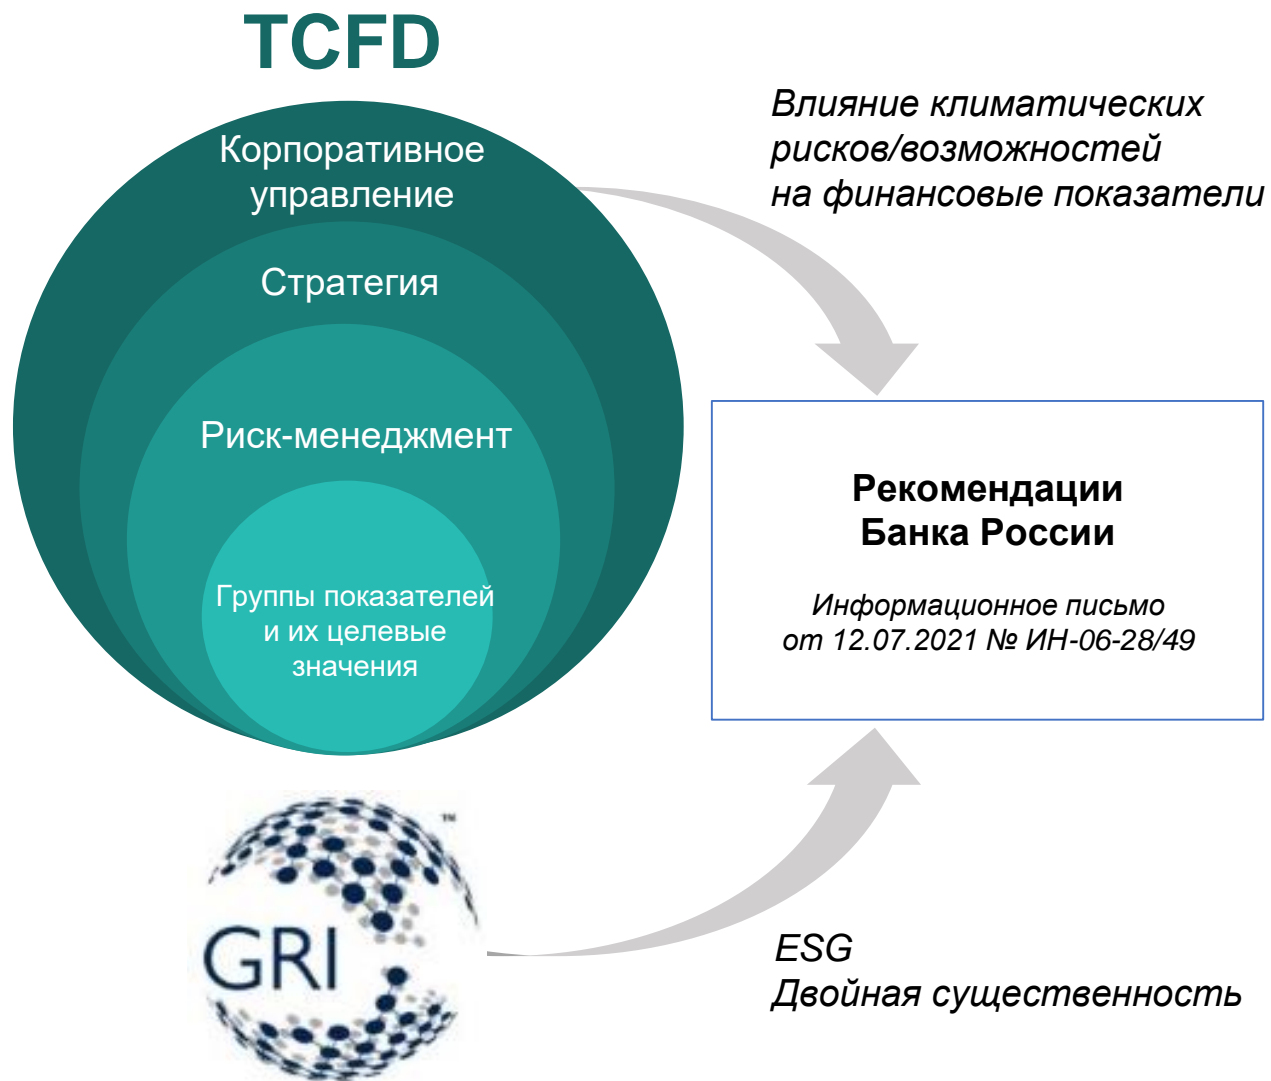 TCFD
Корпоративное
управление
Стратегия
Риск-менеджмент
Группы показателей
и их целевые
значения
Влияние климатических
рисков/возможностей
на финансовые показатели
Рекомендации
Банка России
Информационное письмо
от 12.07.2021 № ИН-06-28/49
GRI
TM
ESG
Двойная существенность